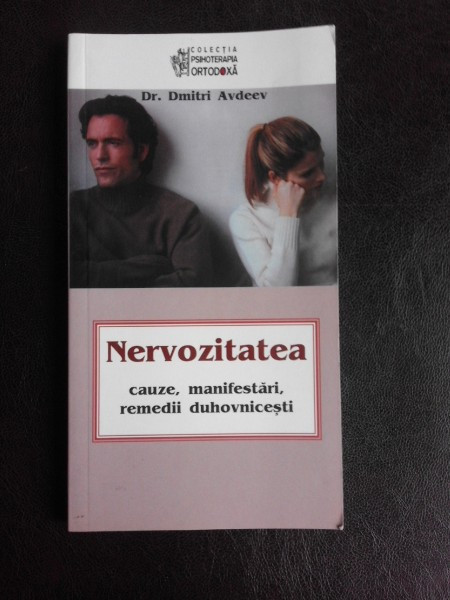 COLECȚIA
PSIHOTERAPIA
ORTODOXĂ
Dr. Dmitri Avdeev
Nervozitatea
cauze, manifestări,
remedii duhovnicești